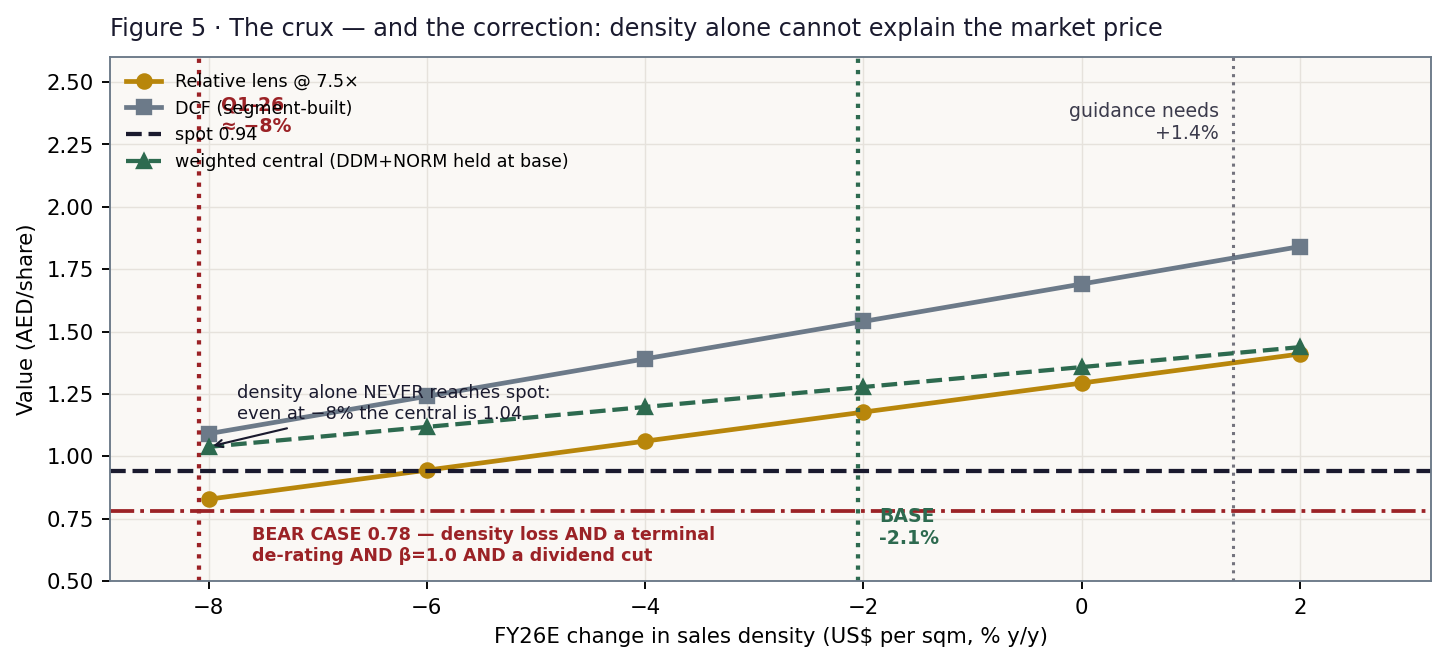 Figure 5 · The crux — and the correction: density alone cannot explain the market price
Relative lens @ 7.5×
DCF (segment-built)
spot 0.94
weighted central (DDM+NORM held at base)
Q1-26
≈ −8%
guidance needs
+1.4%
density alone NEVER reaches spot:
even at −8% the central is 1.04
BEAR CASE 0.78 — density loss AND a terminal
de-rating AND β=1.0 AND a dividend cut
BASE
-2.1%
Value (AED/share)
2.50
2.25
2.00
1.75
1.50
1.25
1.00
0.75
0.50
−8
−6
−4
−2
0
2
FY26E change in sales density (US$ per sqm, % y/y)